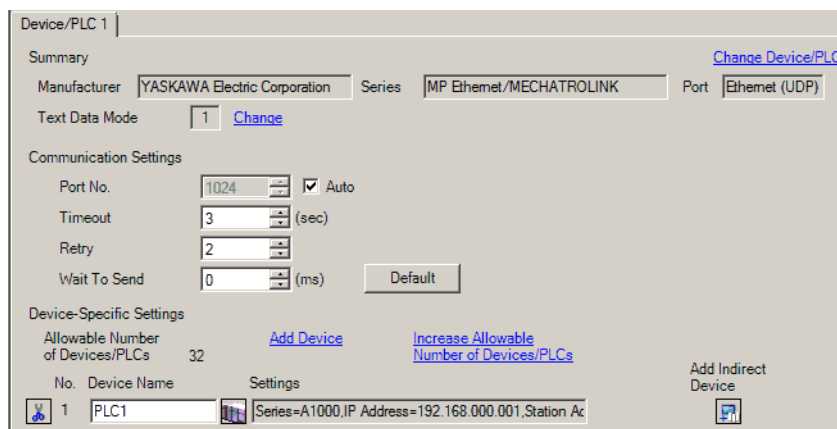 Device/PLC 1
Summary
Change Device/PLC
Manufacturer YASKAWA Electric Corporation Series MP Ethernet/MECHATROLINK Port Ethernet (UDP)
Text Data Mode 1 Change
Communication Settings
Port No. 1024 Auto
Timeout 3 (sec)
Retry 2
Wait To Send 0 (ms) Default
Device-Specific Settings
Allowable Number
of Devices/PLCs 32
Add Device
Increase Allowable
Number of Devices/PLCs
Add Indirect
Device
No. Device Name Settings
1 PLC1 Series=A1000,IP Address=192.168.000.001,Station Ac